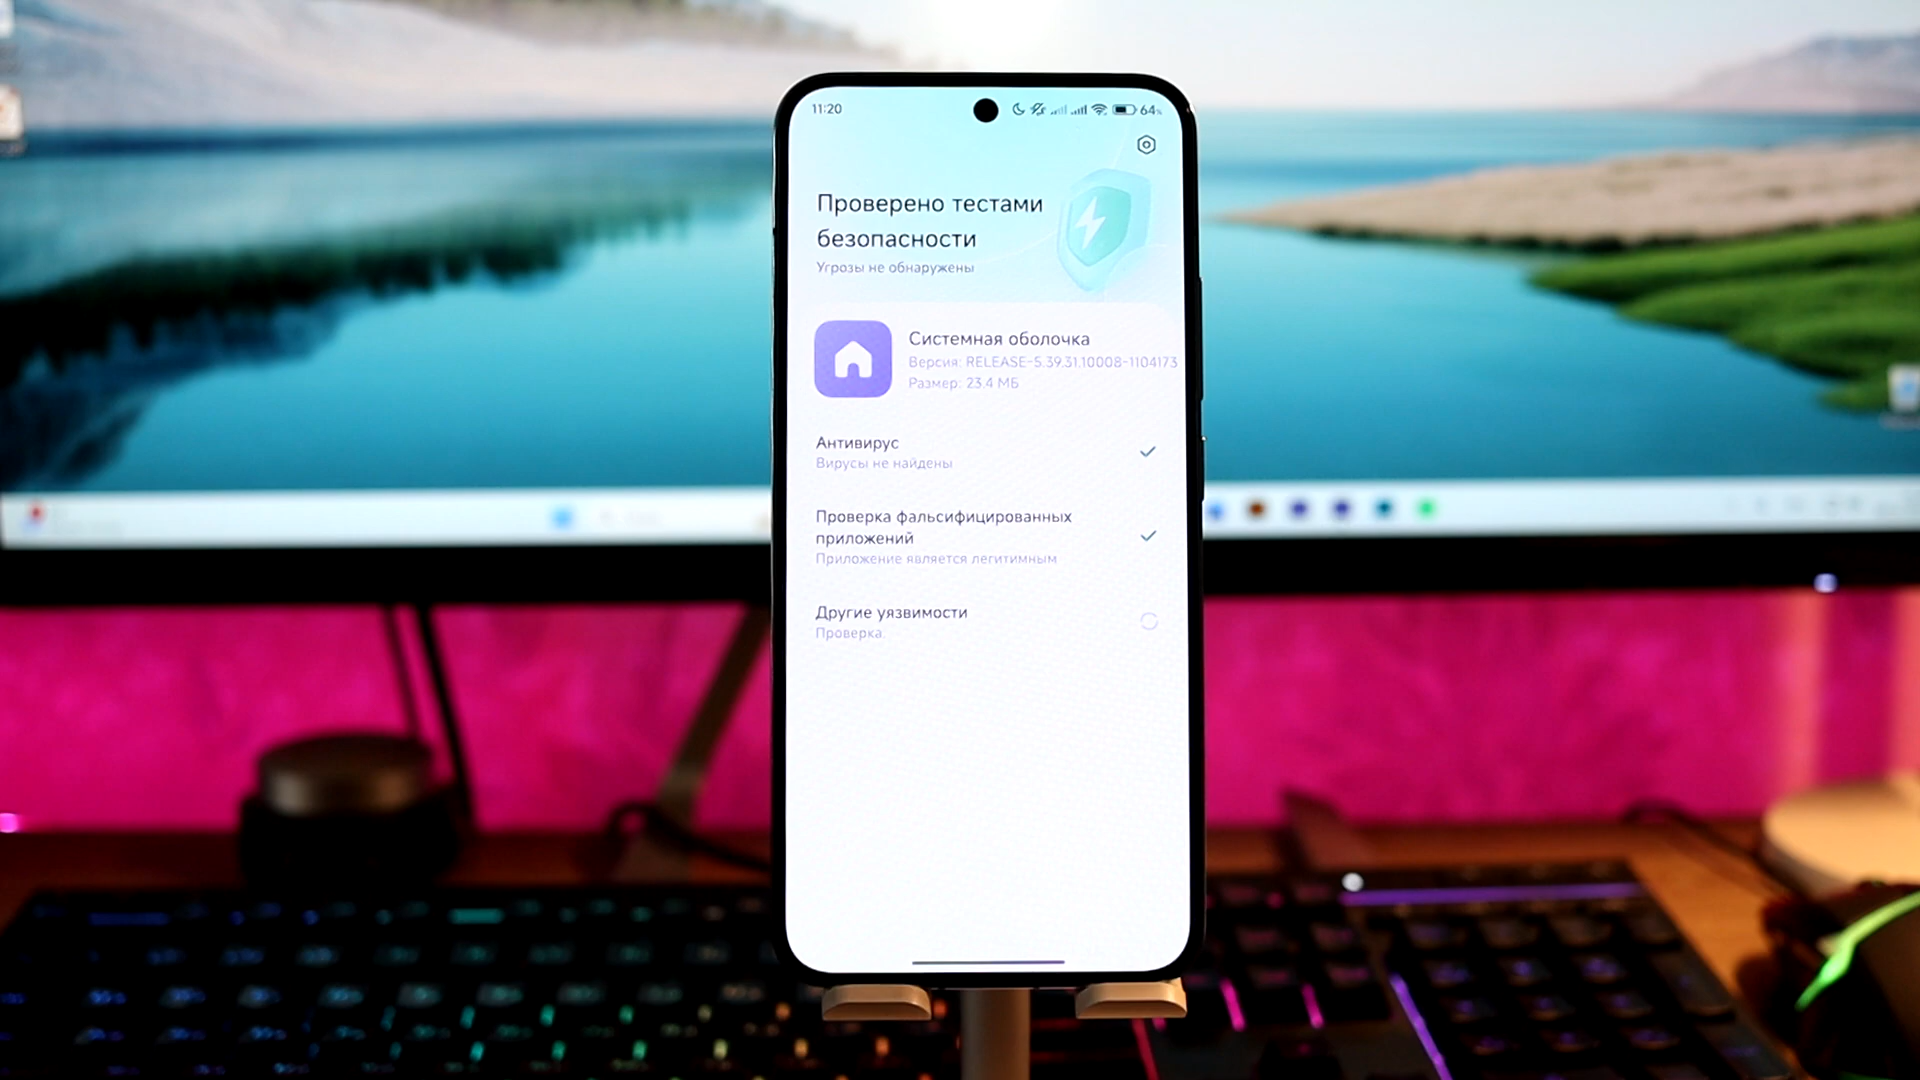 11:20
64%
Проверено тестами
безопасности
Угрозы не обнаружены
Системная оболочка
Версия: RELEASE-5.39.31.10008-1104173
Размер: 23.4 МБ
Антивирус
Вирусы не найдены
Проверка фальсифицированных
приложений
Приложение является легитимным
Другие уязвимости
Проверка.